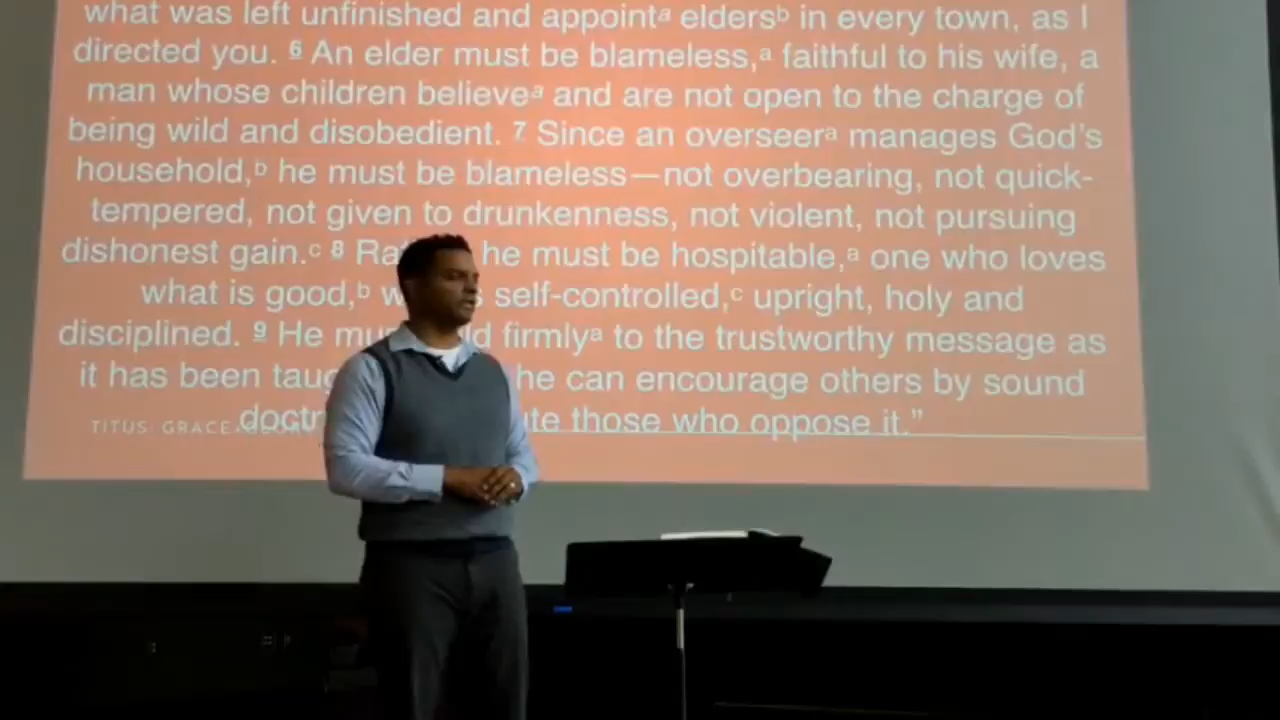 what was left unfinished and appointᵃ eldersᵇ in every town, as I
directed you. 6 An elder must be blameless,ᵃ faithful to his wife, a
man whose children believeᵃ and are not open to the charge of
being wild and disobedient. 7 Since an overseerᵃ manages God's
household,ᵇ he must be blameless—not overbearing, not quick-
tempered, not given to drunkenness, not violent, not pursuing
dishonest gain.ᶜ 8 he must be hospitable,ᵃ one who loves
what is good,ᵇ self-controlled,ᶜ upright, holy and
disciplined. 9 He firmlyᵃ to the trustworthy message as
it has been he can encourage others by sound
those who oppose it.”
TITUS: GRACE